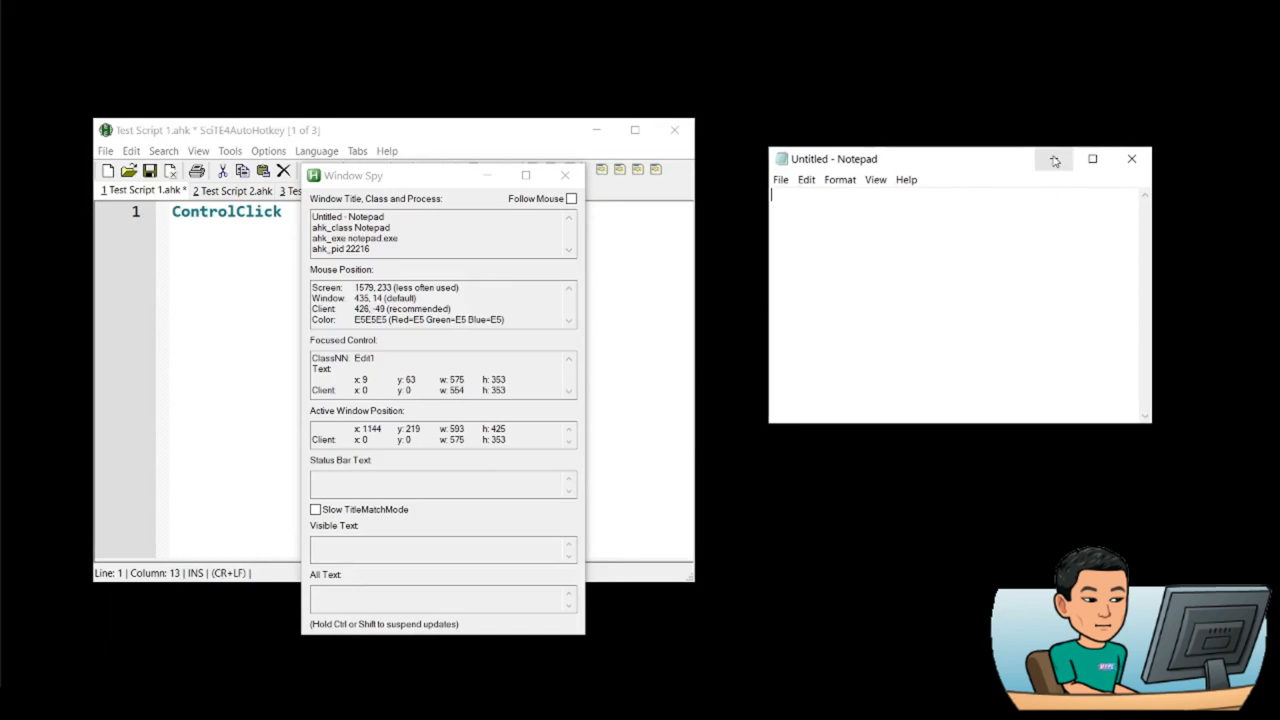 Test Script 1.ahk * SciTE4AutoHotkey [1 of 3]
File Edit Search View Tools Options Language Tabs Help
1 Test Script 1.ahk * 2 Test Script 2.ahk
1 ControlClick
Line: 1 | Column: 13 | INS | (CR+LF) |
Window Spy
Window Title, Class and Process: Follow Mouse
Untitled - Notepad
ahk_class Notepad
ahk_exe notepad.exe
ahk_pid 22216
Mouse Position:
Screen: 1579, 233 (less often used)
Window: 435, 14 (default)
Client: 426, -49 (recommended)
Color: E5E5E5 (Red=E5 Green=E5 Blue=E5)
Focused Control:
ClassNN: Edit1
Text:
x: 9 y: 63 w: 575 h: 353
Client: x: 0 y: 0 w: 554 h: 353
Active Window Position:
x: 1144 y: 219 w: 593 h: 425
Client: x: 0 y: 0 w: 575 h: 353
Status Bar Text:
Slow TitleMatchMode
Visible Text:
All Text:
(Hold Ctrl or Shift to suspend updates)
Untitled - Notepad
File Edit Format View Help